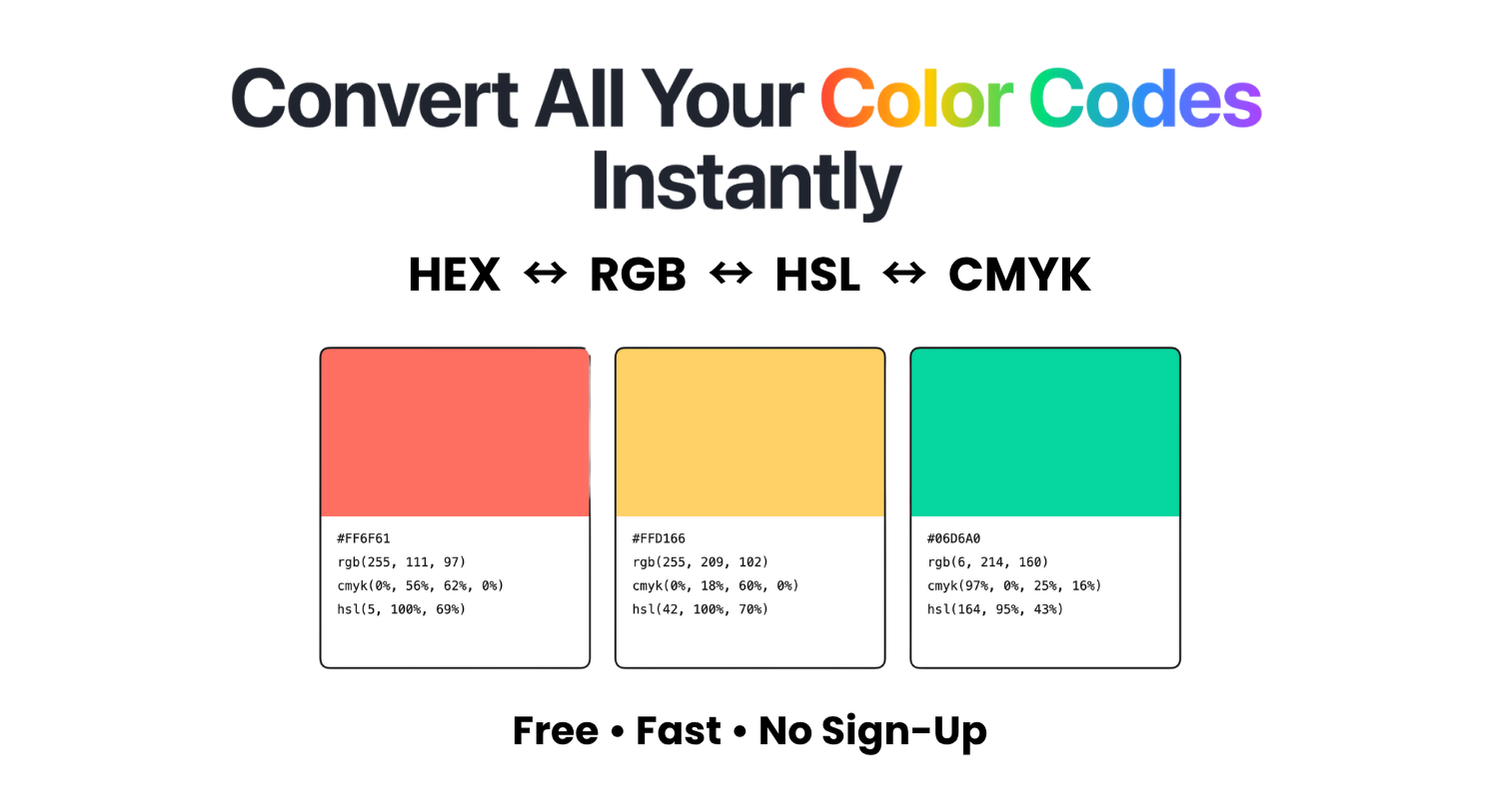 Convert All Your Color Codes
Instantly
HEX ↔ RGB ↔ HSL ↔ CMYK
#FF6F61
rgb(255, 111, 97)
cmyk(0%, 56%, 62%, 0%)
hsl(5, 100%, 69%)
#FFD166
rgb(255, 209, 102)
cmyk(0%, 18%, 60%, 0%)
hsl(42, 100%, 70%)
#06D6A0
rgb(6, 214, 160)
cmyk(97%, 0%, 25%, 16%)
hsl(164, 95%, 43%)
Free • Fast • No Sign-Up